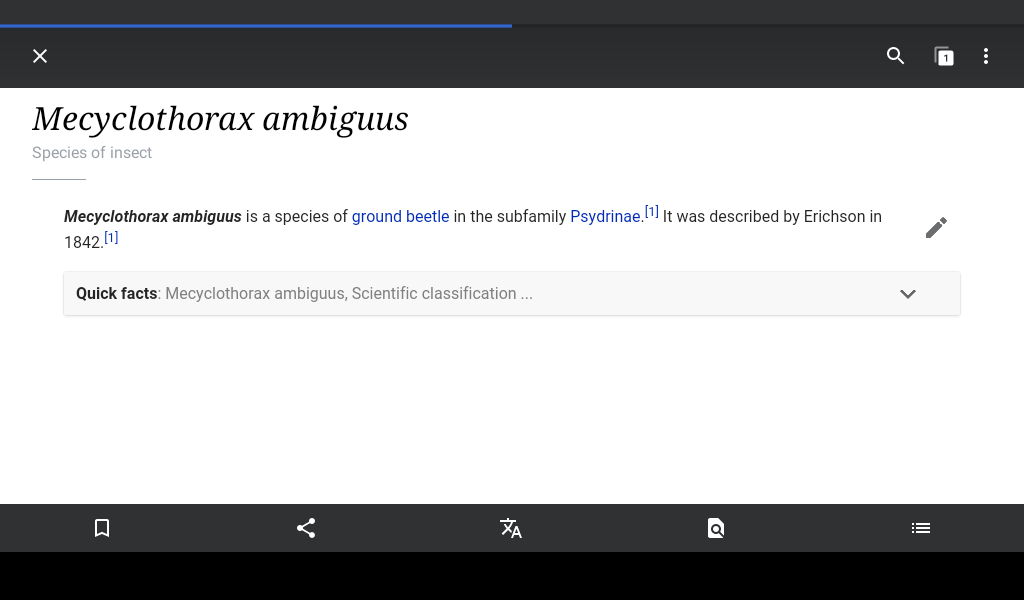 1
Mecyclothorax ambiguus
Species of insect
Mecyclothorax ambiguus is a species of ground beetle in the subfamily Psydrinae.[1] It was described by Erichson in
1842.[1]
Quick facts: Mecyclothorax ambiguus, Scientific classification ...